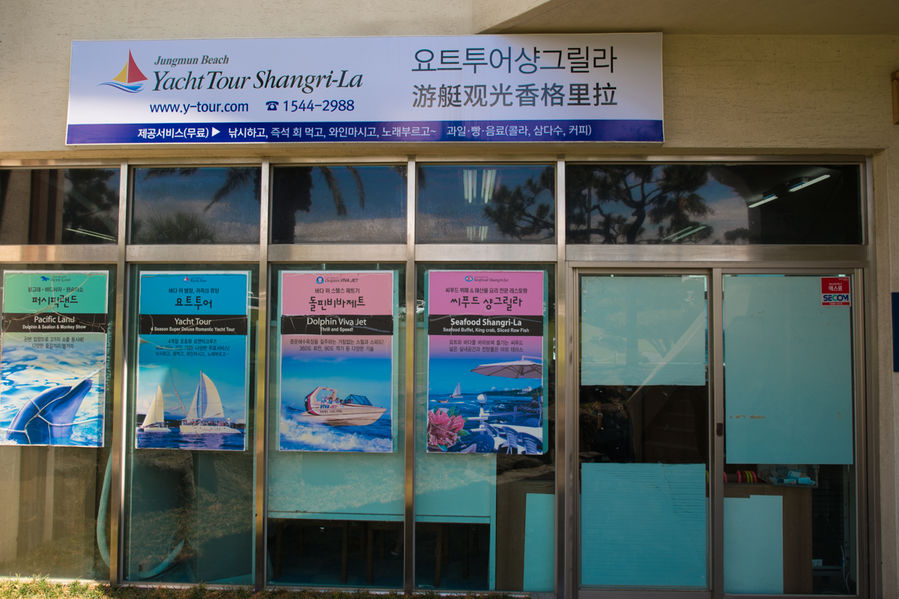 Jungmun Beach
Yacht Tour Shangri-La
www.y-tour.com ☎ 1544-2988
요트투어샹그릴라
游艇观光香格里拉
제공서비스(무료)▶ 낚시하고, 즉석 회 먹고, 와인마시고, 노래부르고~ 과일·빵·음료(콜라, 삼다수, 커피)
퍼시픽랜드
Pacific Land
Dolphin & Sealion & Monkey Show
요트투어
Yacht Tour
4 Season Super Deluxe Romantic Yacht Tour
돌핀비바제트
Dolphin Viva Jet
Thrill and Speed!
VIVA JET
씨푸드 샹그릴라
Seafood Shangri-La
Seafood Buffet, King crab, Sliced Raw Fish
에스원
SECOM